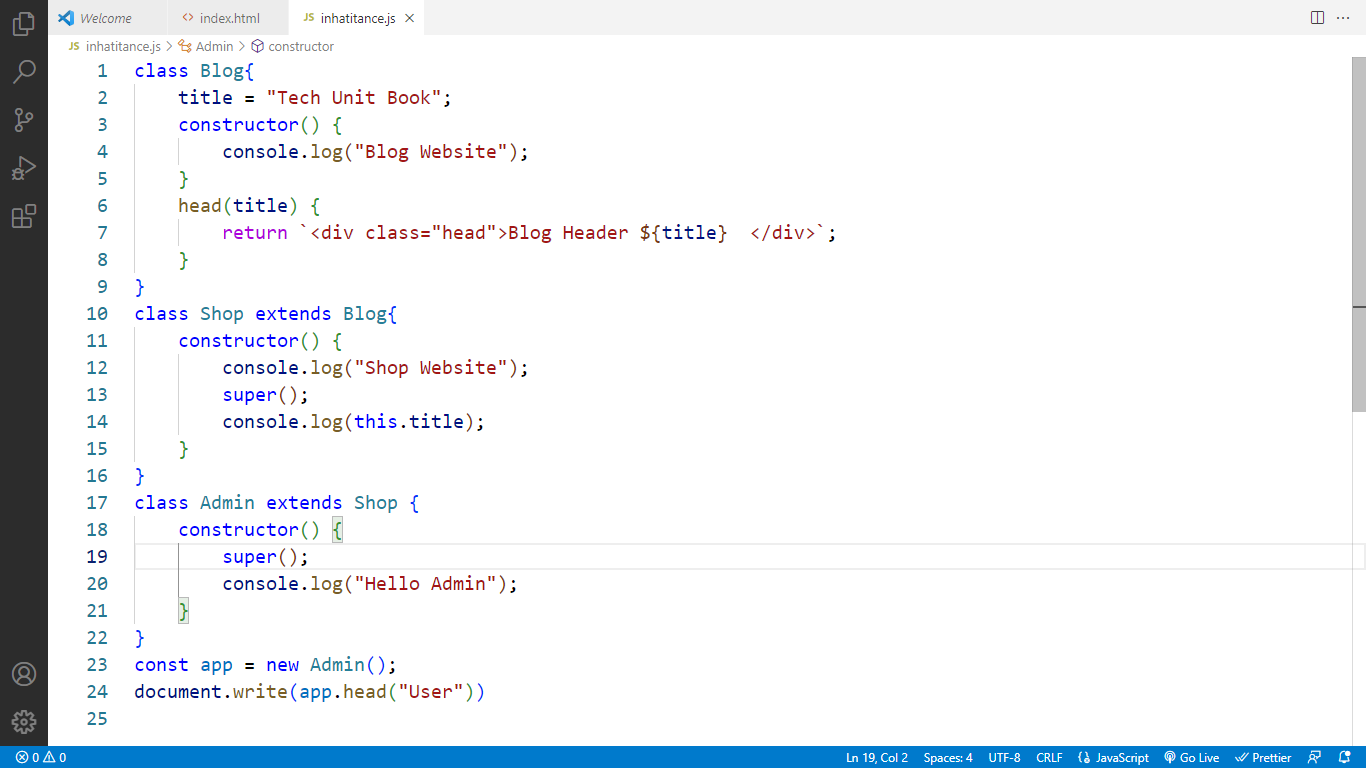 Welcome
index.html
JS inhatitance.js
JS inhatitance.js > Admin > constructor
1 class Blog{
2 title = "Tech Unit Book";
3 constructor() {
4 console.log("Blog Website");
5 }
6 head(title) {
7 return `<div class="head">Blog Header ${title}  </div>`;
8 }
9 }
10 class Shop extends Blog{
11 constructor() {
12 console.log("Shop Website");
13 super();
14 console.log(this.title);
15 }
16 }
17 class Admin extends Shop {
18 constructor() {
19 super();
20 console.log("Hello Admin");
21 }
22 }
23 const app = new Admin();
24 document.write(app.head("User"))
25
0 0 Ln 19, Col 2 Spaces: 4 UTF-8 CRLF {} JavaScript Go Live Prettier